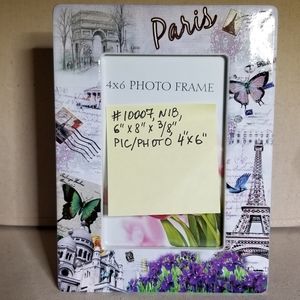 Paris
4x6 PHOTO FRAME
#10007, NIB,
6" x 8" x 3/8"
PIC/PHOTO 4"x6"